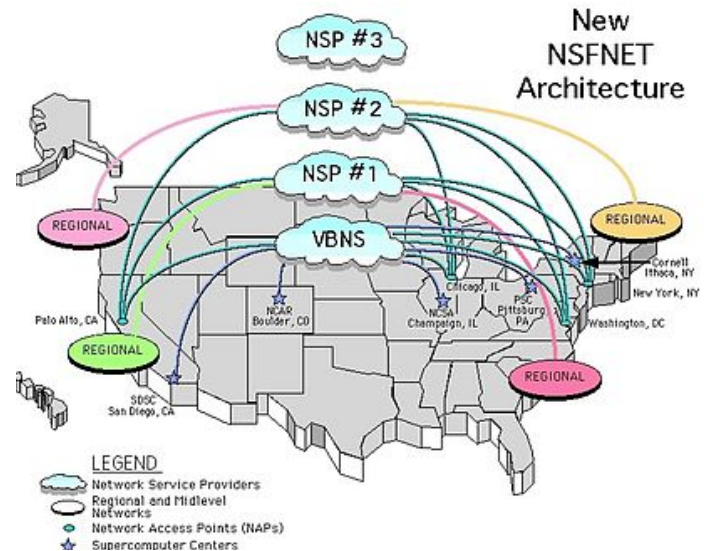 New
NSFNET
Architecture
NSP #3
NSP #2
NSP #1
VBNS
REGIONAL
REGIONAL
REGIONAL
REGIONAL
Cornell
Ithaca, NY
New York, NY
Chicago, IL
NCAR
Boulder, CO
NCSA
Champaign, IL
PSC
Pittsburg,
PA
Washington, DC
Palo Alto, CA
SDSC
San Diego, CA
LEGEND
Network Service Providers
Regional and Midlevel
Networks
Network Access Points (NAPs)
Supercomputer Centers